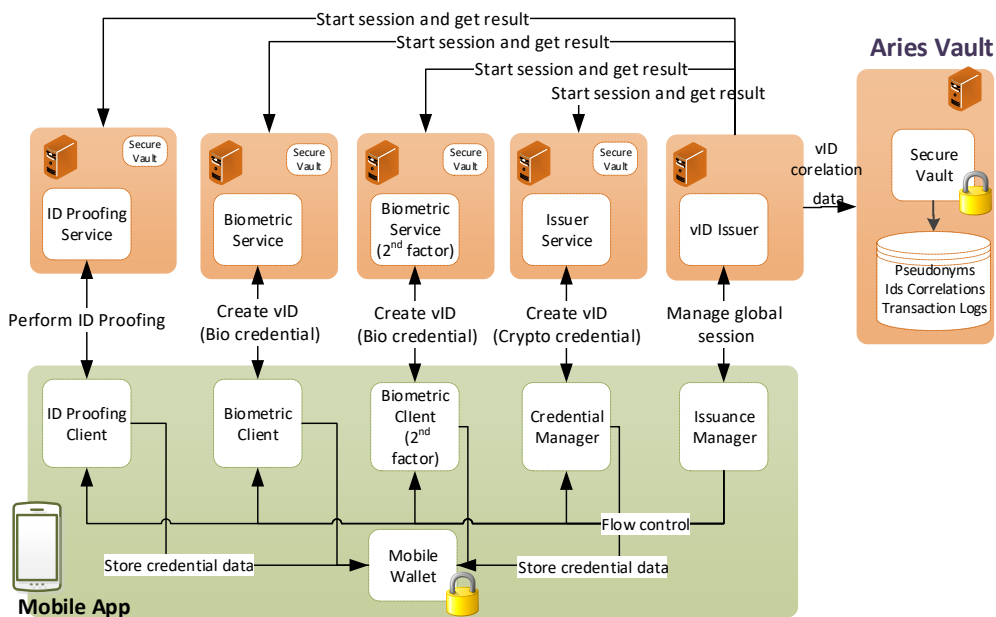 Start session and get result
Start session and get result
Start session and get result
Start session and get result
Aries Vault
Secure
Vault
ID Proofing
Service
Secure
Vault
Biometric
Service
Secure
Vault
Biometric
Service
(2nd factor)
Secure
Vault
Issuer
Service
vID Issuer
vID
corelation
data
Secure
Vault
Pseudonyms
Ids Correlations
Transaction Logs
Perform ID Proofing
Create vID
(Bio credential)
Create vID
(Bio credential)
Create vID
(Crypto credential)
Manage global
session
ID Proofing
Client
Biometric
Client
Biometric
Client
(2nd
factor)
Credential
Manager
Issuance
Manager
Flow control
Store credential data
Mobile
Wallet
Store credential data
Mobile App